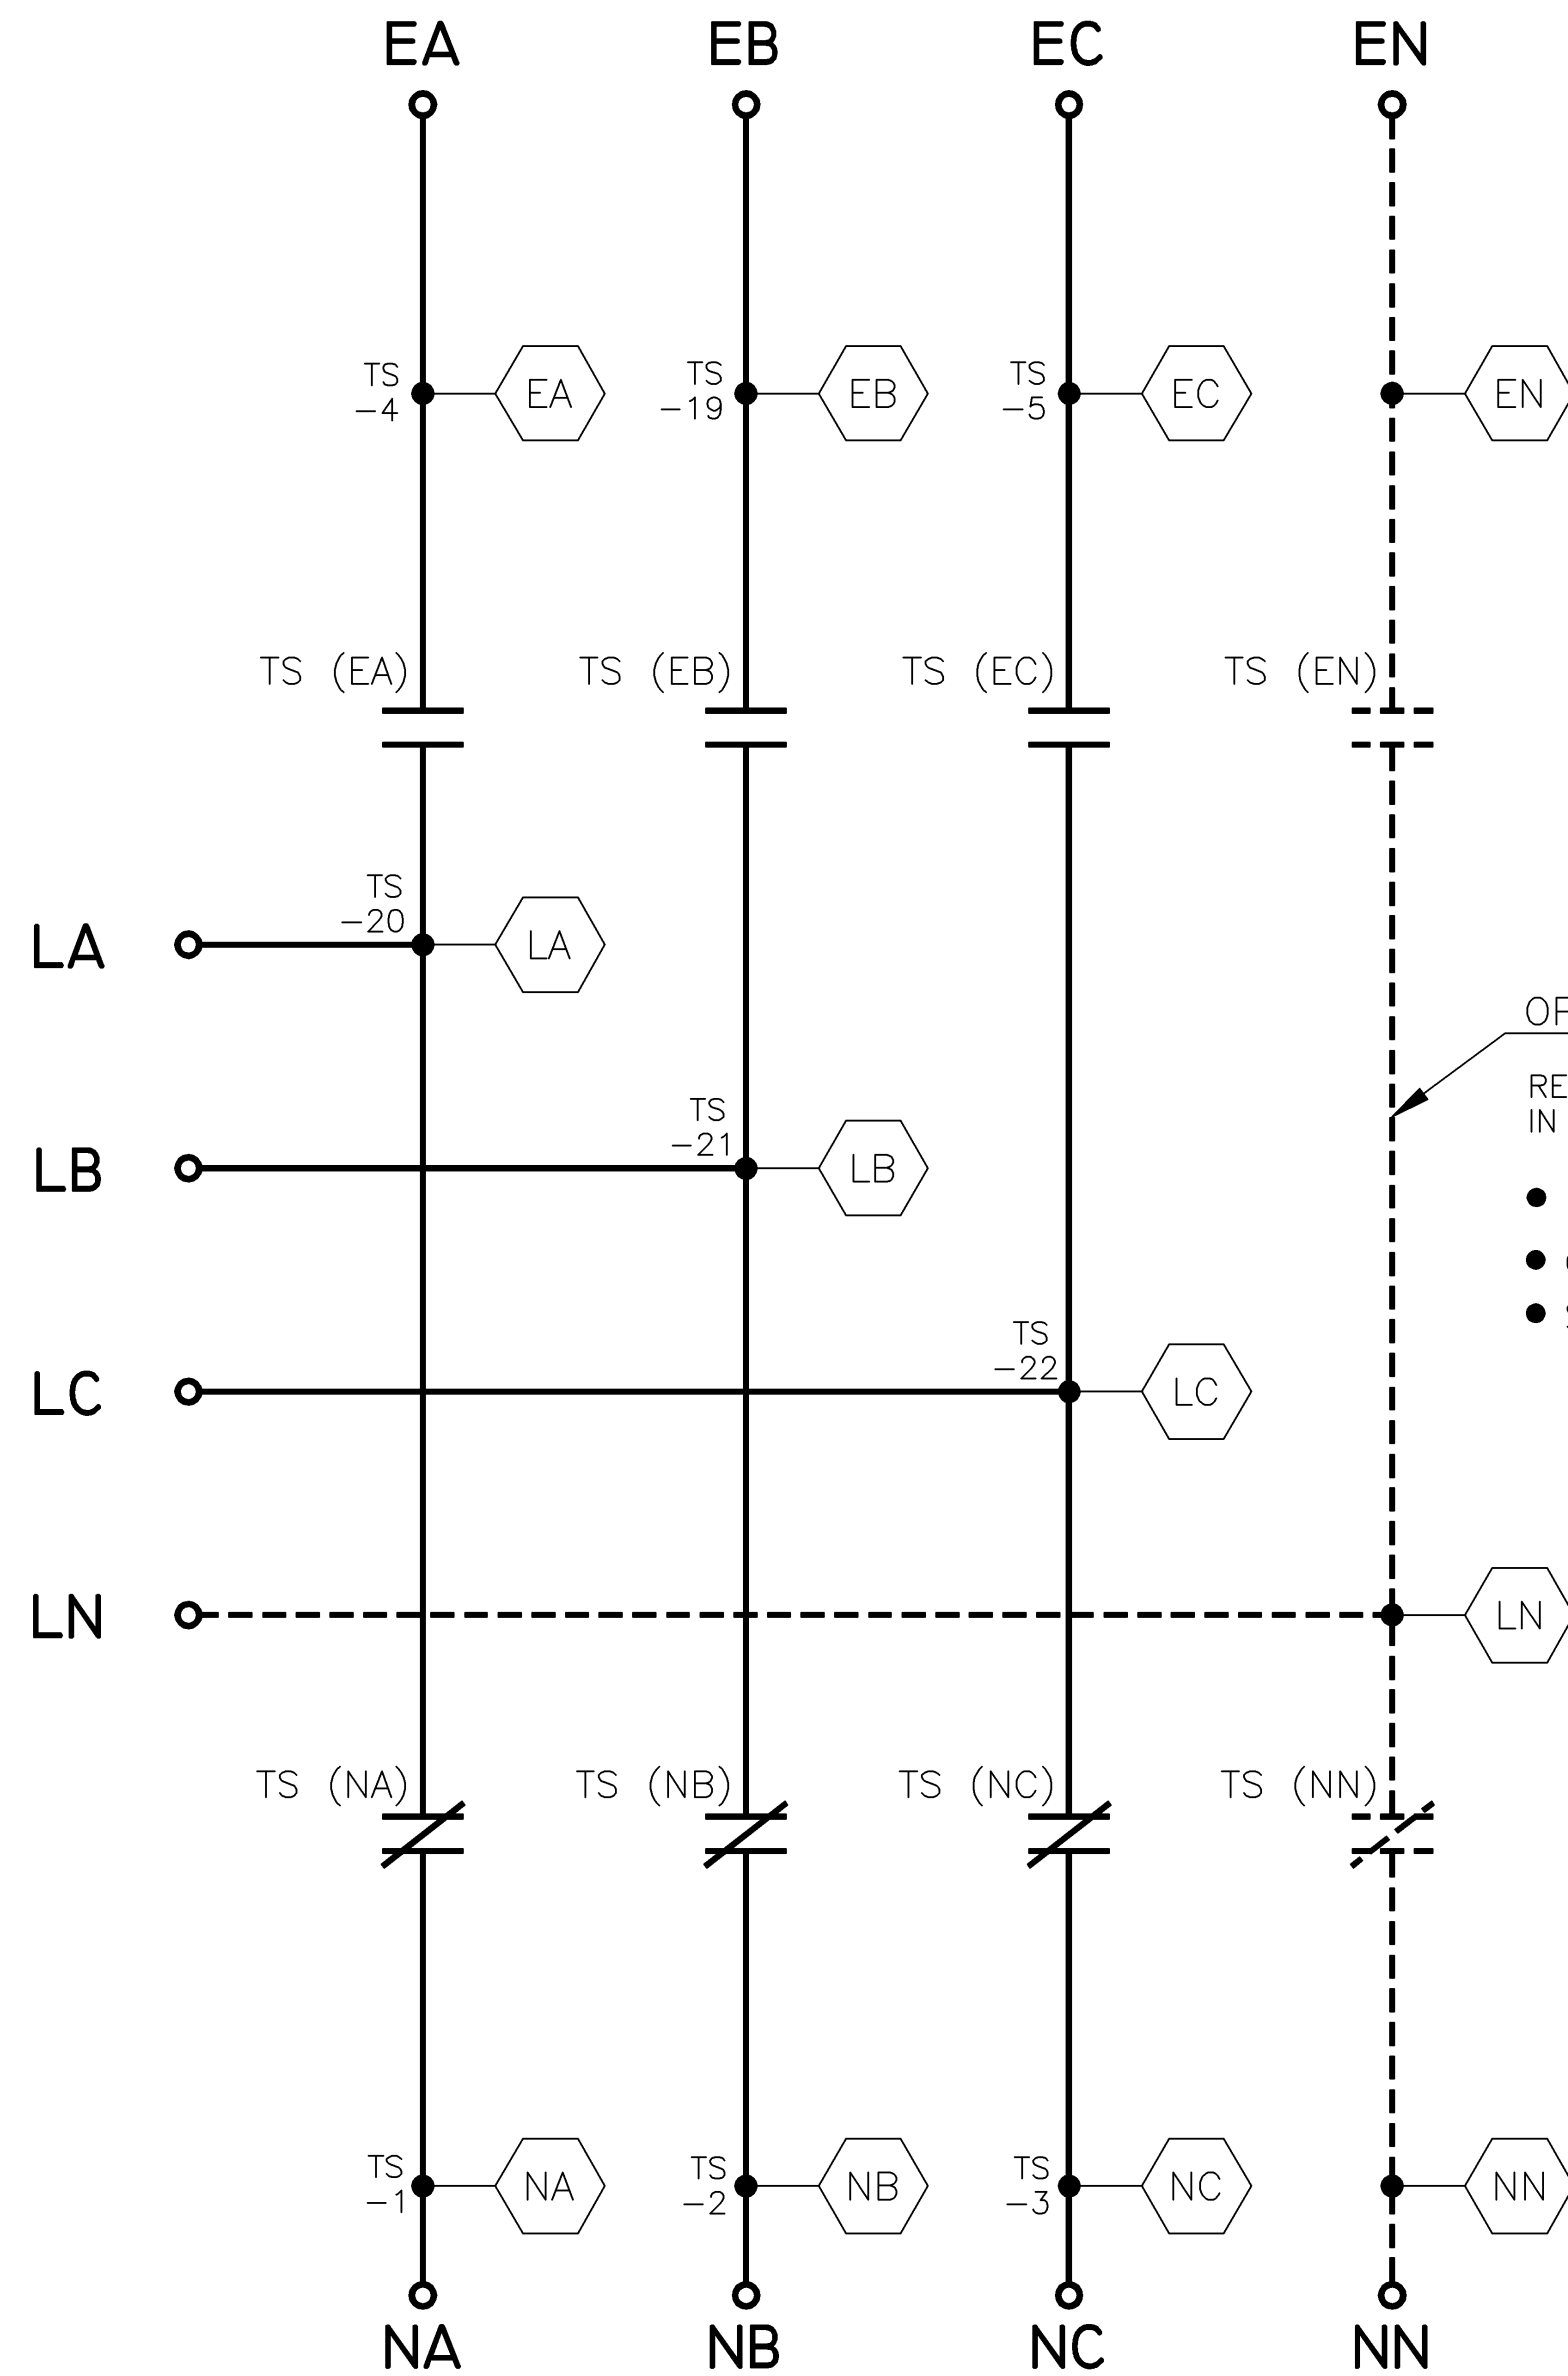 EA EB EC EN
TS TS TS
-4 EA -19 EB -5 EC EN
TS (EA) TS (EB) TS (EC) TS (EN)
TS
-20
LA LA
IN
TS
-21
LB LB
TS
-22
LC LC
LN LN
TS (NA) TS (NB) TS (NC) TS (NN)
TS TS TS
-1 NA -2 NB -3 NC NN
NA NB NC NN